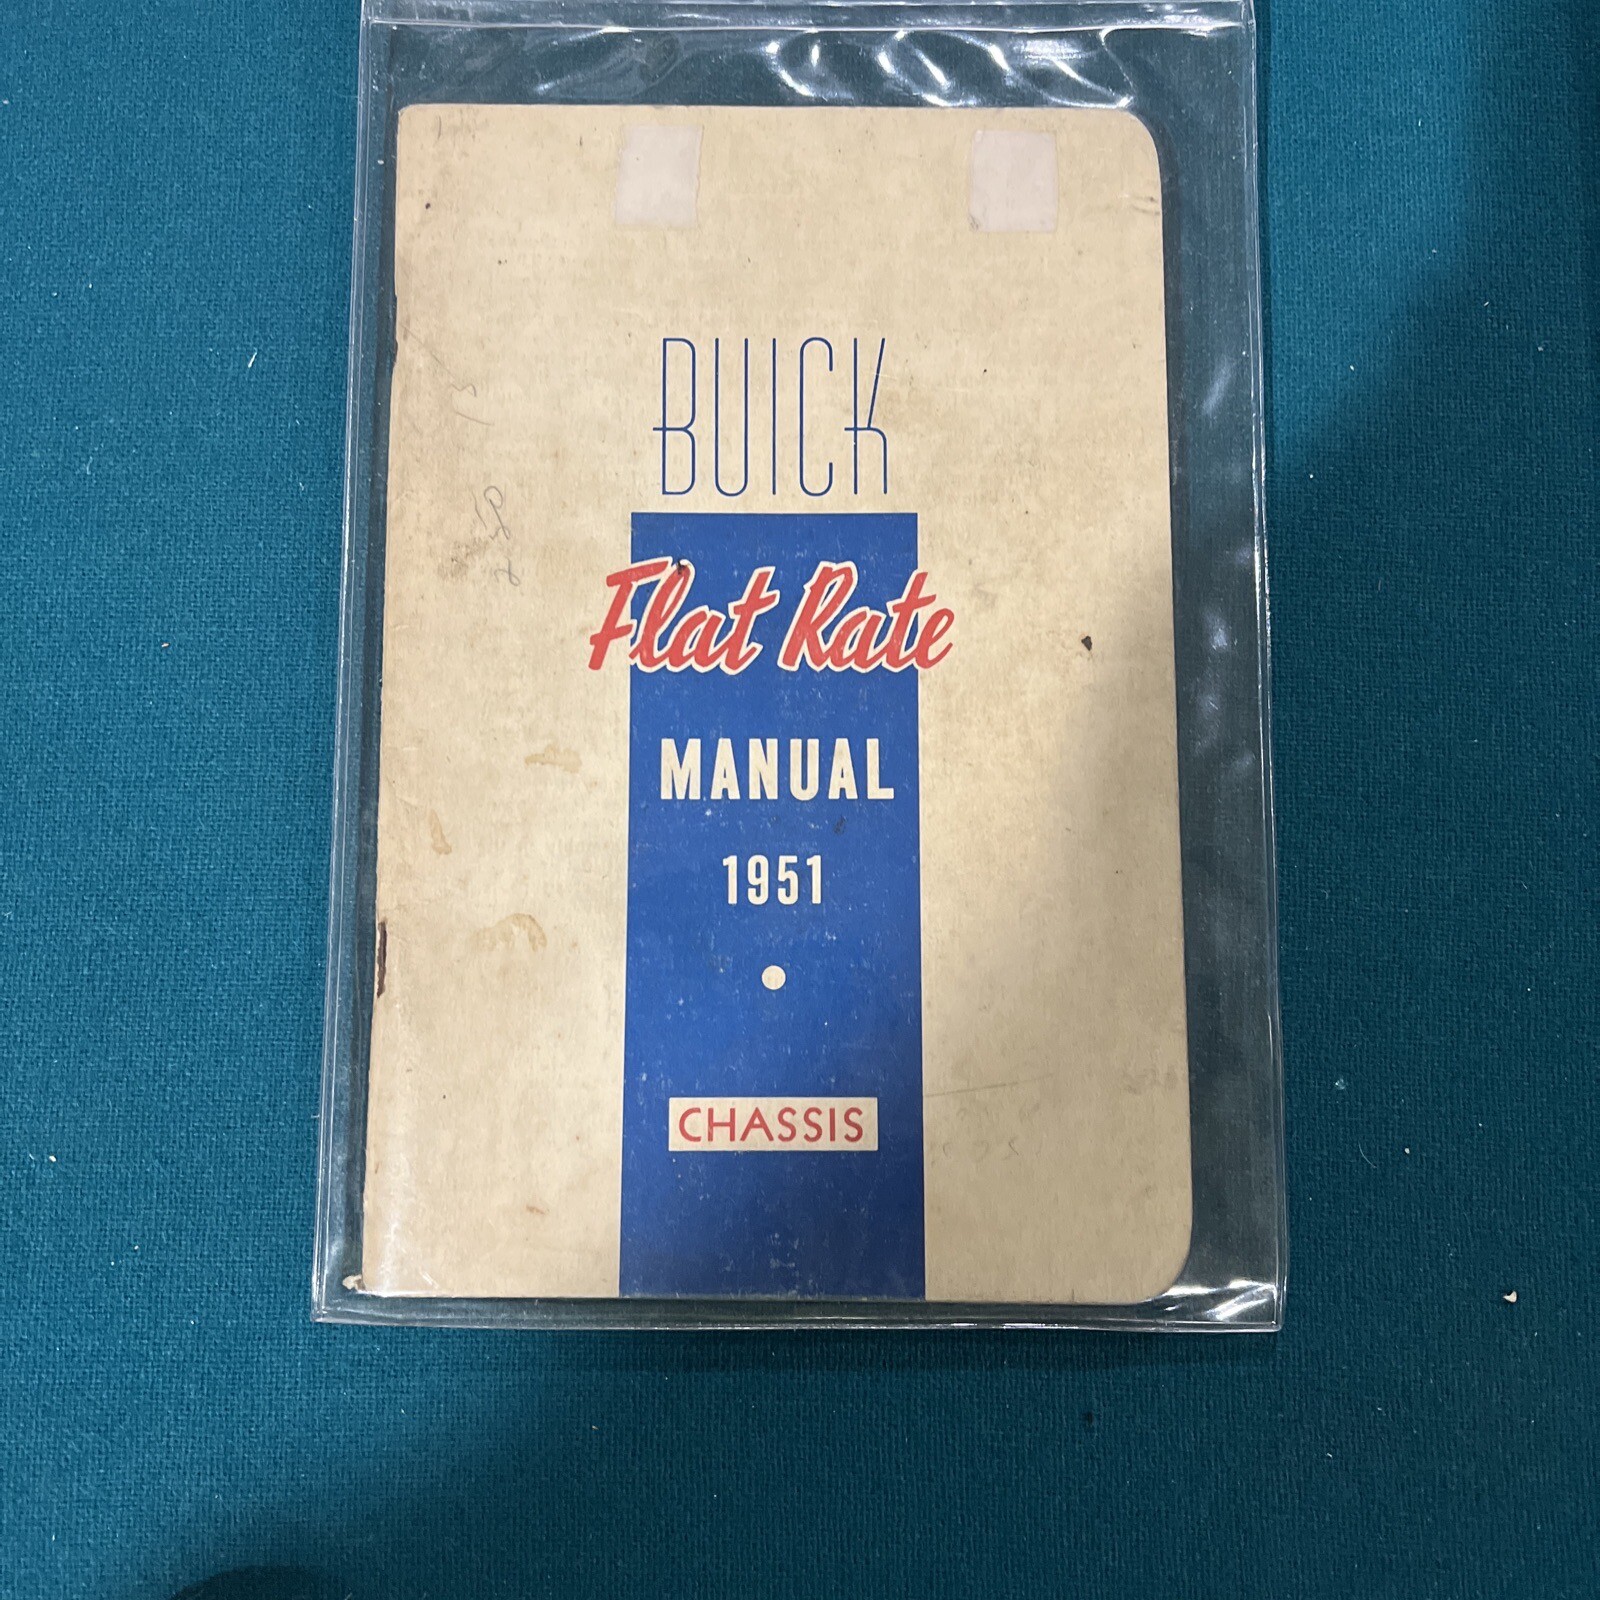 BUICK
Flat Rate
MANUAL
1951
CHASSIS